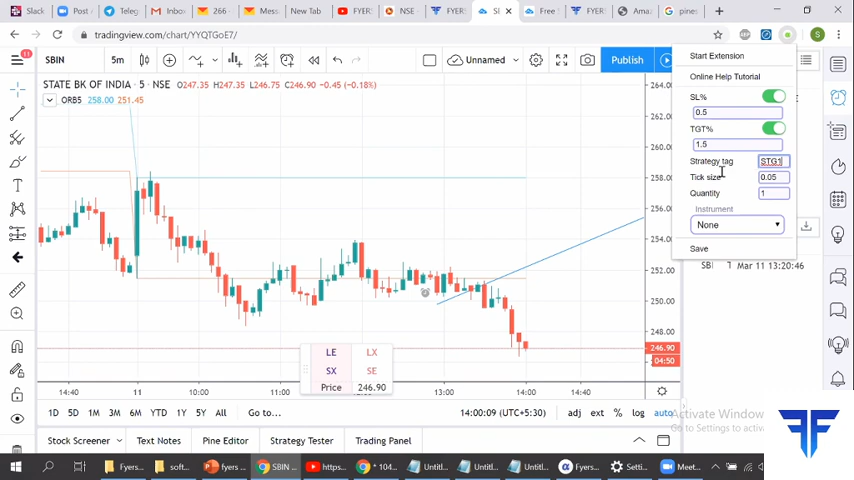 Slack
Post
Teleg
Inbox
266
Mess
New Tab
FYER
NSE -
FYER
SI
Free
FYER
Ama
pines
tradingview.com/chart/YYQTGoE7/
S
11
SBIN
5m
Unnamed
Publish
STATE BK OF INDIA · 5 · NSE
O247.35 H247.35 L246.75 C246.90 -0.45 (-0.18%)
ORB5 258.00 251.45
264.00
260.00
258.00
256.00
254.00
252.00
250.00
248.00
246.90
04:50
Start Extension
Online Help Tutorial
SL%
0.5
TGT%
1.5
Strategy tag STG1
Tick size 0.05
Quantity 1
Instrument
None
Save
SBI
Mar 11 13:20:46
LE LX
SX SE
Price 246.90
14:40 11 10:00 11:00 12:00 13:00 14:00 14:40
1D 5D 1M 3M 6M YTD 1Y 5Y All Go to...
14:00:09 (UTC+5:30) adj ext % log auto
Activate Window
Go to Settings to activ
Stock Screener Text Notes Pine Editor Strategy Tester Trading Panel
Fyers...
soft...
fyers
SBIN
https...
* 104...
Untitl...
Untitl...
Untitl...
Fyers...
Setti...
Meet...